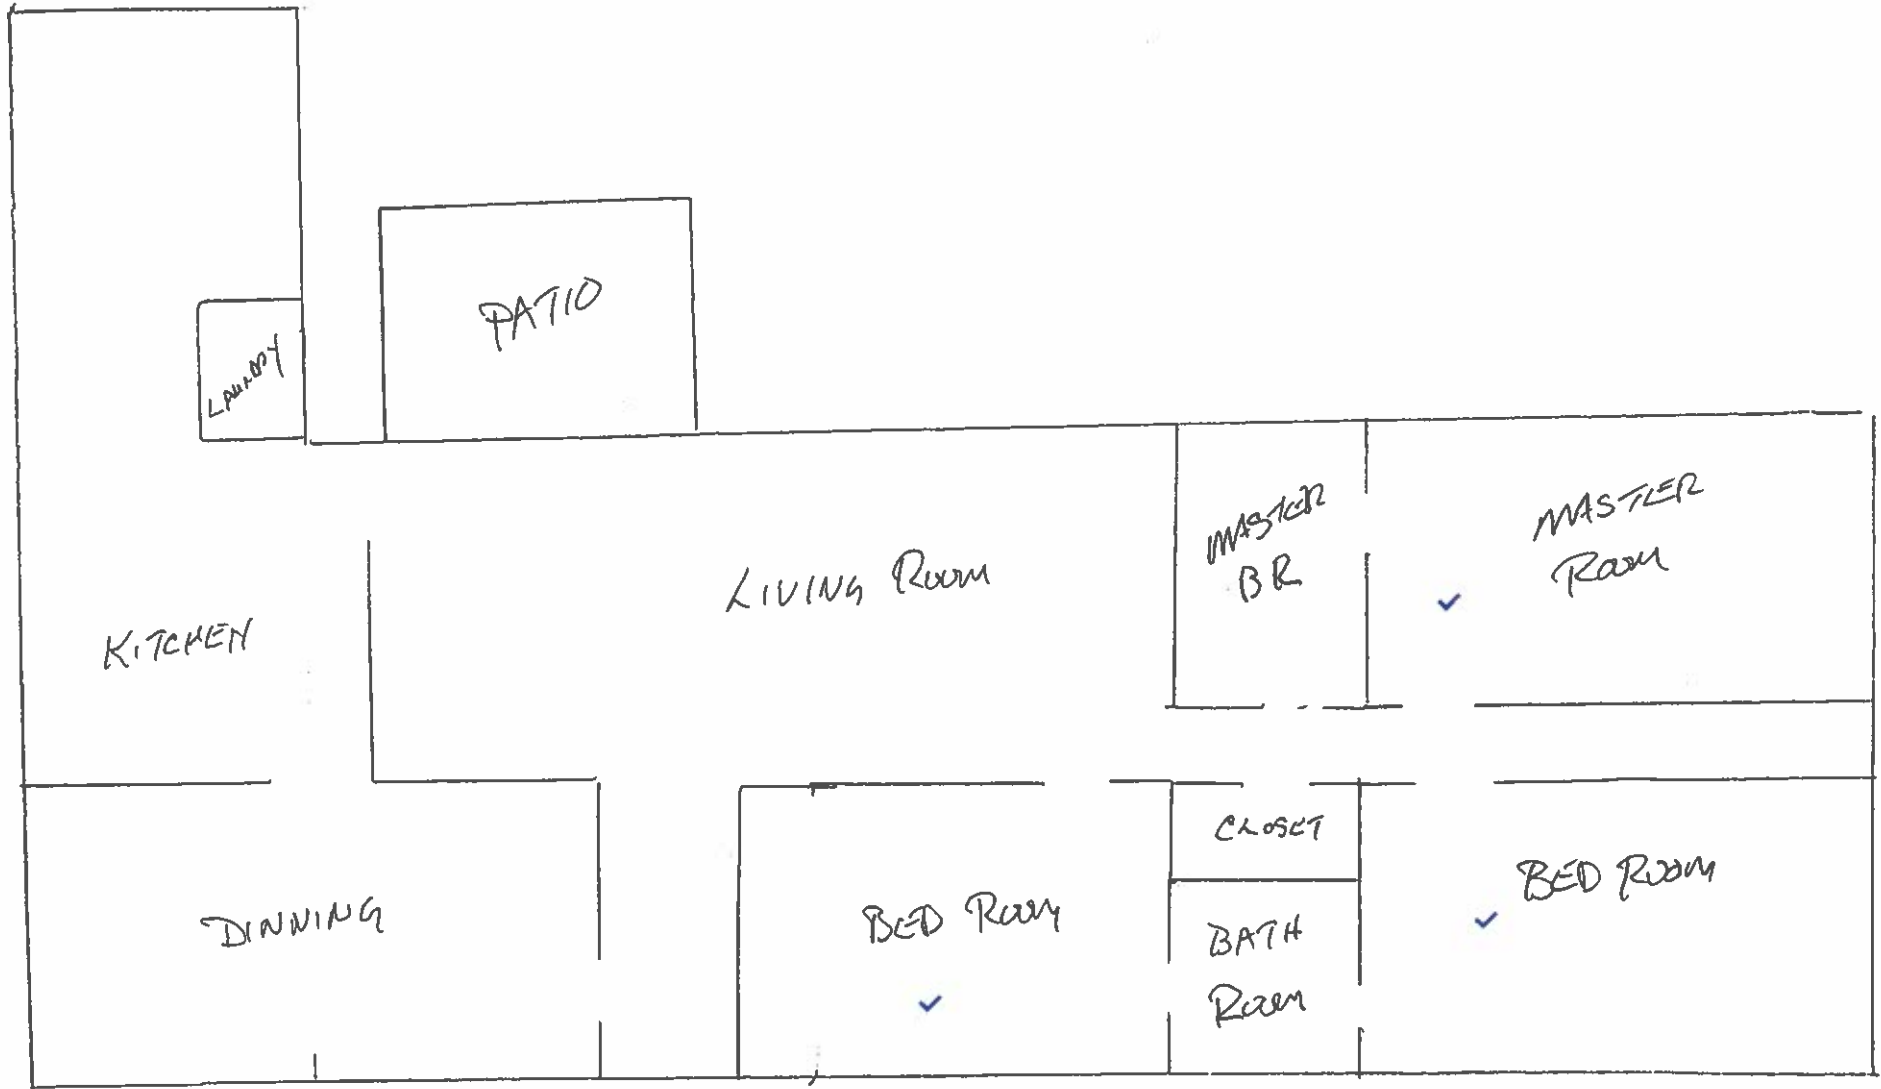 PATIO
LAUNDRY
MASTER
BR
MASTER
ROOM
LIVING ROOM
KITCHEN
CLOSET
BED ROOM
BED ROOM
DINNING
BATH
ROOM